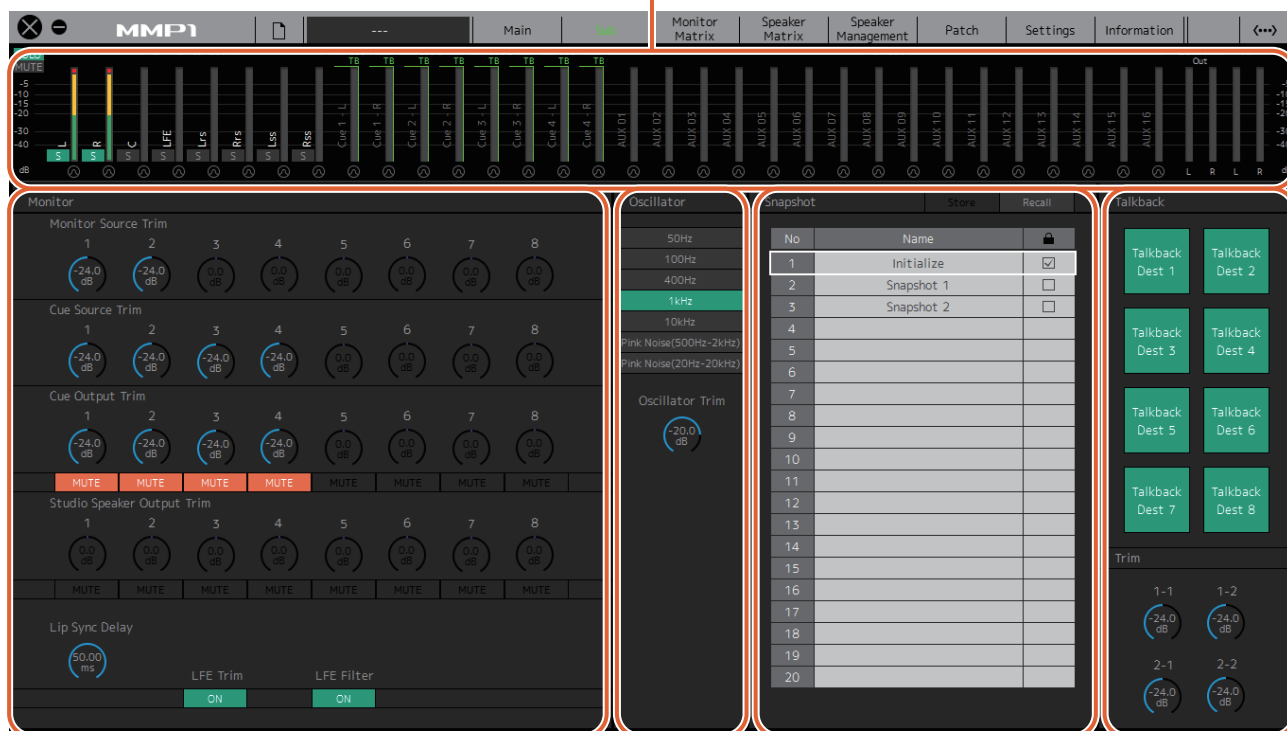 MMP1 --- Main Monitor Matrix Speaker Matrix Speaker Management Patch Settings Information
MUTE TB TB TB TB TB TB TB TB Out
-5
-10
-15
-20
-30
-40
L R C LFE Lrs Rrs Lss Rss Cue 1 - L Cue 1 - R Cue 2 - L Cue 2 - R Cue 3 - L Cue 3 - R Cue 4 - L Cue 4 - R AUX 01 AUX 02 AUX 03 AUX 04 AUX 05 AUX 06 AUX 07 AUX 08 AUX 09 AUX 10 AUX 11 AUX 12 AUX 13 AUX 14 AUX 15 AUX 16
S S S S S S S S
dB L R L R
Monitor
Monitor Source Trim
1 2 3 4 5 6 7 8
-24.0 dB -24.0 dB 0.0 dB 0.0 dB 0.0 dB 0.0 dB 0.0 dB 0.0 dB
Cue Source Trim
1 2 3 4 5 6 7 8
-24.0 dB -24.0 dB -24.0 dB -24.0 dB 0.0 dB 0.0 dB 0.0 dB 0.0 dB
Cue Output Trim
1 2 3 4 5 6 7 8
-24.0 dB -24.0 dB -24.0 dB -24.0 dB 0.0 dB 0.0 dB 0.0 dB 0.0 dB
MUTE MUTE MUTE MUTE MUTE MUTE MUTE MUTE
Studio Speaker Output Trim
1 2 3 4 5 6 7 8
0.0 dB 0.0 dB 0.0 dB 0.0 dB 0.0 dB 0.0 dB 0.0 dB 0.0 dB
MUTE MUTE MUTE MUTE MUTE MUTE MUTE MUTE
Lip Sync Delay
50.00 ms
LFE Trim LFE Filter
ON ON
Oscillator
50Hz
100Hz
400Hz
1kHz
10kHz
Pink Noise(500Hz-2kHz)
Pink Noise(20Hz-20kHz)
Oscillator Trim
-20.0 dB
Snapshot Store Recall
No Name
1 Initialize
2 Snapshot 1
3 Snapshot 2
4
5
6
7
8
9
10
11
12
13
14
15
16
17
18
19
20
Talkback
Talkback Dest 1 Talkback Dest 2
Talkback Dest 3 Talkback Dest 4
Talkback Dest 5 Talkback Dest 6
Talkback Dest 7 Talkback Dest 8
Trim
1-1 1-2
-24.0 dB -24.0 dB
2-1 2-2
-24.0 dB -24.0 dB